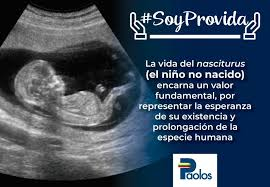 #SoyProvida
La vida del nasciturus
(el niño no nacido)
encarna un valor
fundamental, por
representar la esperanza
de su existencia y
prolongación de la
especie humana
Paolos